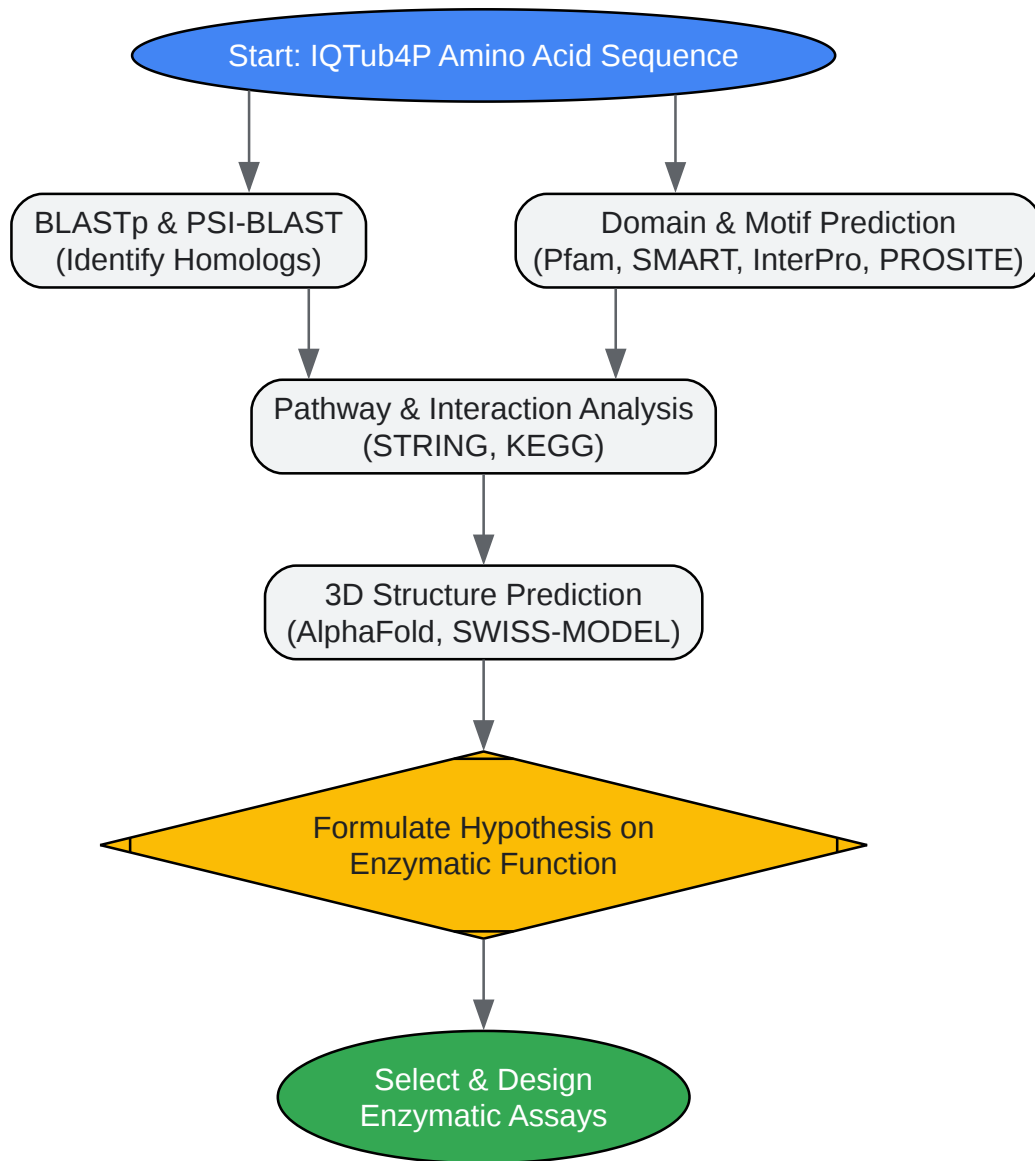 Start: IQTub4P Amino Acid Sequence
BLASTp & PSI-BLAST
(Identify Homologs)
Domain & Motif Prediction
(Pfam, SMART, InterPro, PROSITE)
Pathway & Interaction Analysis
(STRING, KEGG)
3D Structure Prediction
(AlphaFold, SWISS-MODEL)
Formulate Hypothesis on
Enzymatic Function
Select & Design
Enzymatic Assays